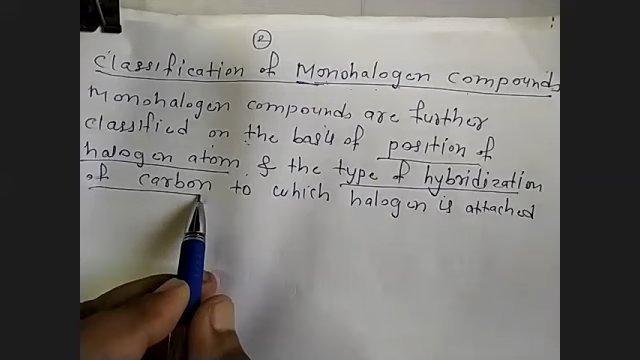 2
Classification of Monohalogen Compounds
Monohalogen compounds are further
classified on the basis of position of
halogen atom & the type of hybridization
of carbon to which halogen is attached